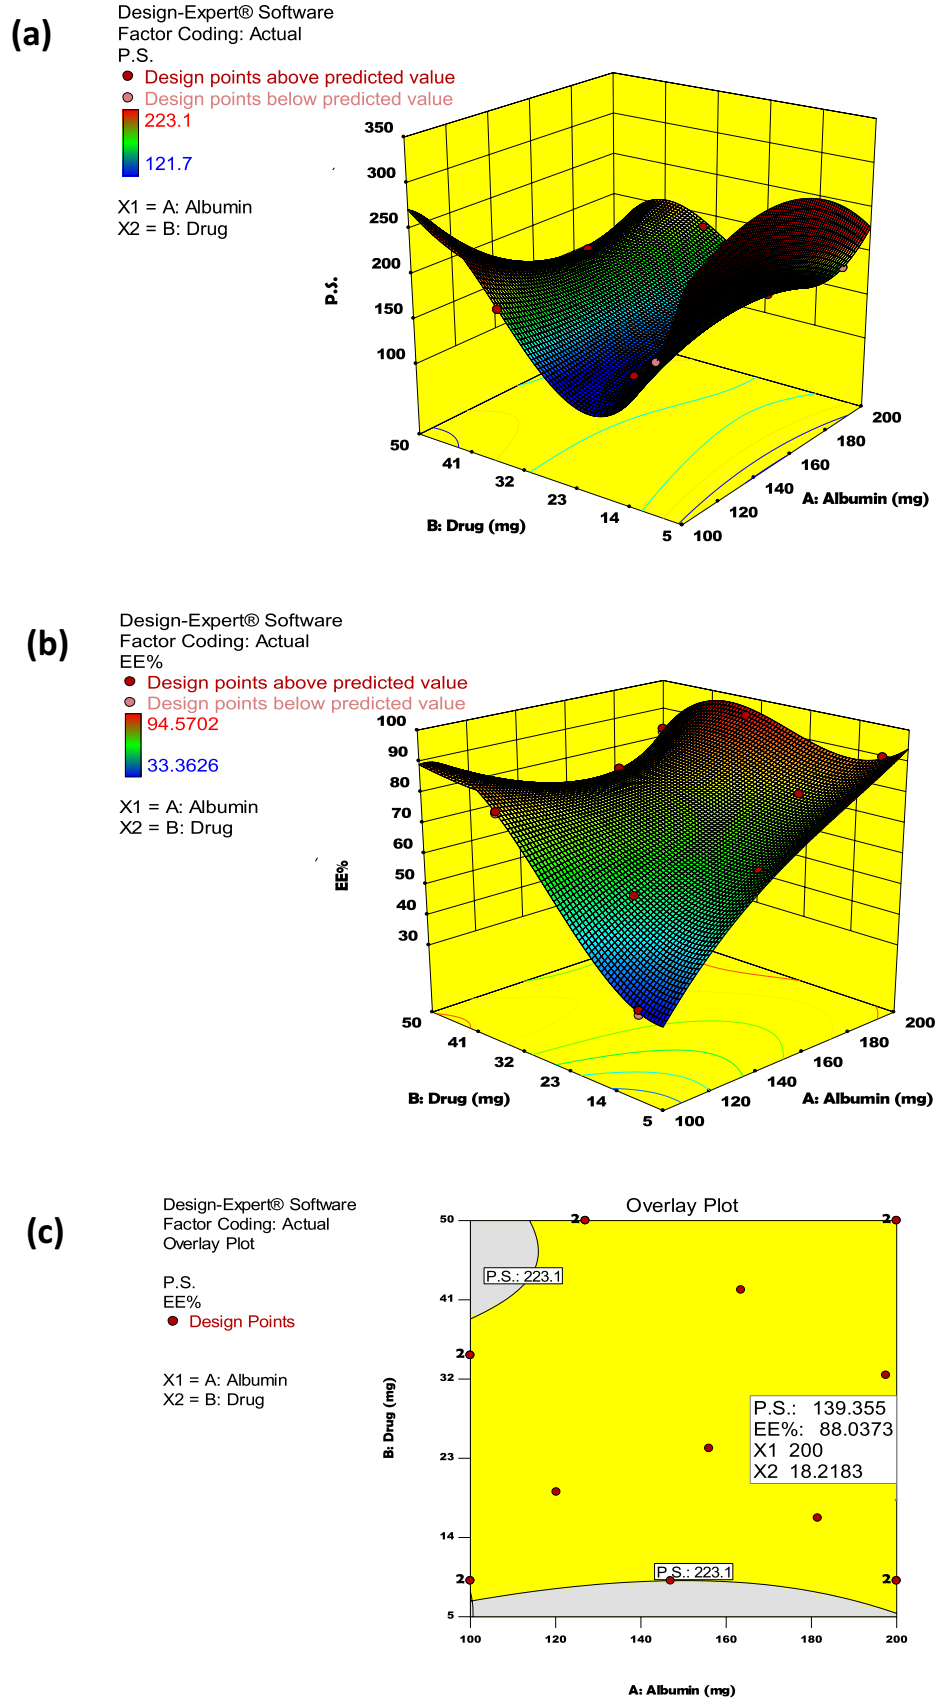 (a)
Design-Expert® Software
Factor Coding: Actual
P.S.
Design points above predicted value
Design points below predicted value
223.1
121.7
X1 = A: Albumin
X2 = B: Drug
350
300
250
200
150
100
P.S.
50
41
32
23
14
5
B: Drug (mg)
100
120
140
160
180
200
A: Albumin (mg)
(b)
Design-Expert® Software
Factor Coding: Actual
EE%
Design points above predicted value
Design points below predicted value
94.5702
33.3626
X1 = A: Albumin
X2 = B: Drug
100
90
80
70
60
50
40
30
EE%
50
41
32
23
14
5
B: Drug (mg)
100
120
140
160
180
200
A: Albumin (mg)
(c)
Design-Expert® Software
Factor Coding: Actual
Overlay Plot
P.S.
EE%
Design Points
X1 = A: Albumin
X2 = B: Drug
Overlay Plot
50
41
32
23
14
5
B: Drug (mg)
2
2
2
2
2
P.S.: 223.1
P.S.: 139.355
EE%: 88.0373
X1 200
X2 18.2183
P.S.: 223.1
100
120
140
160
180
200
A: Albumin (mg)